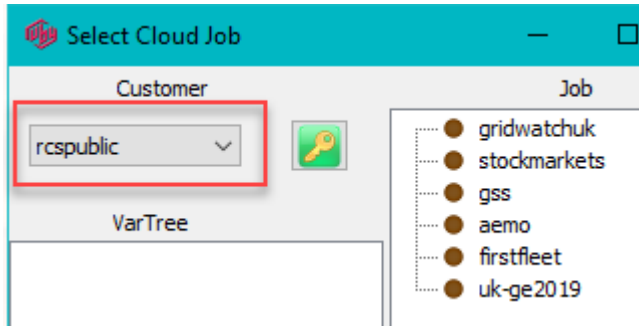 Select Cloud Job
Customer
Job
rcspublic
VarTree
gridwatchuk
stockmarkets
gss
aemo
firstfleet
uk-ge2019